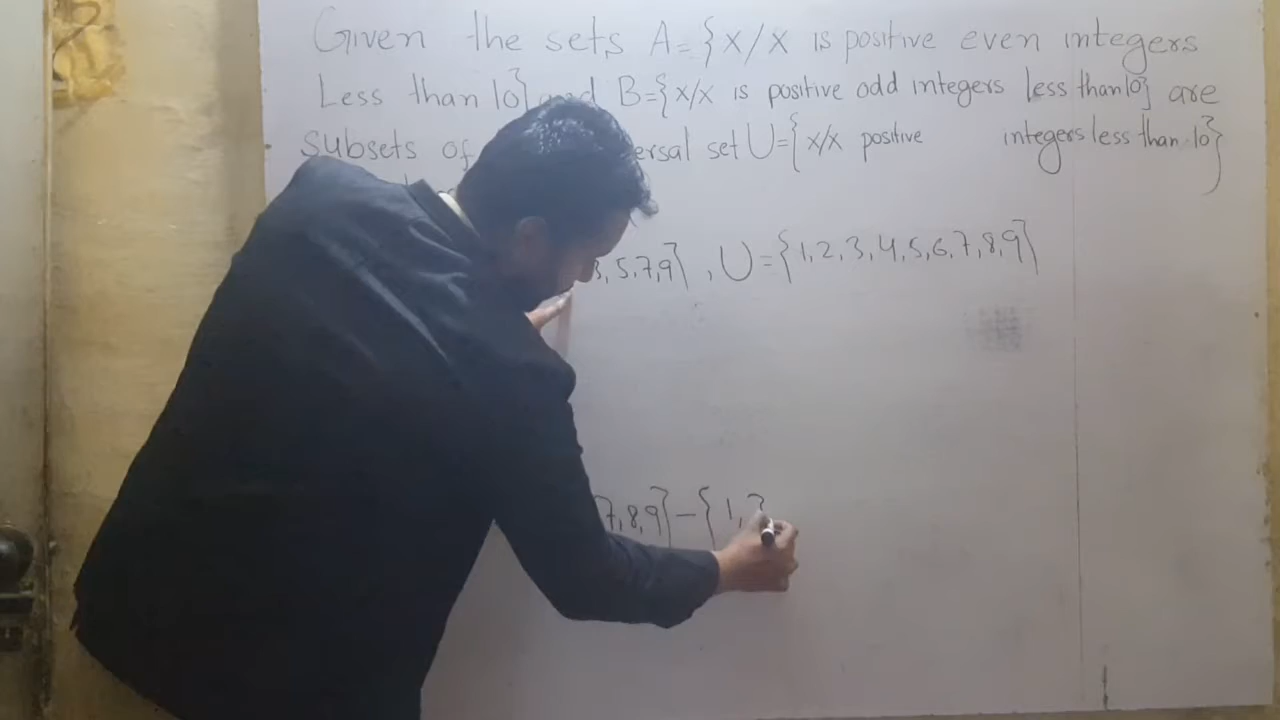 Given the sets A={x/x is positive even integers
Less than 10} and B={x/x is positive odd integers less than 10} are
subsets of set U={x/x positive integers less than 10}
3,5,7,9} , U={1,2,3,4,5,6,7,8,9}
7,8,9}-{1,